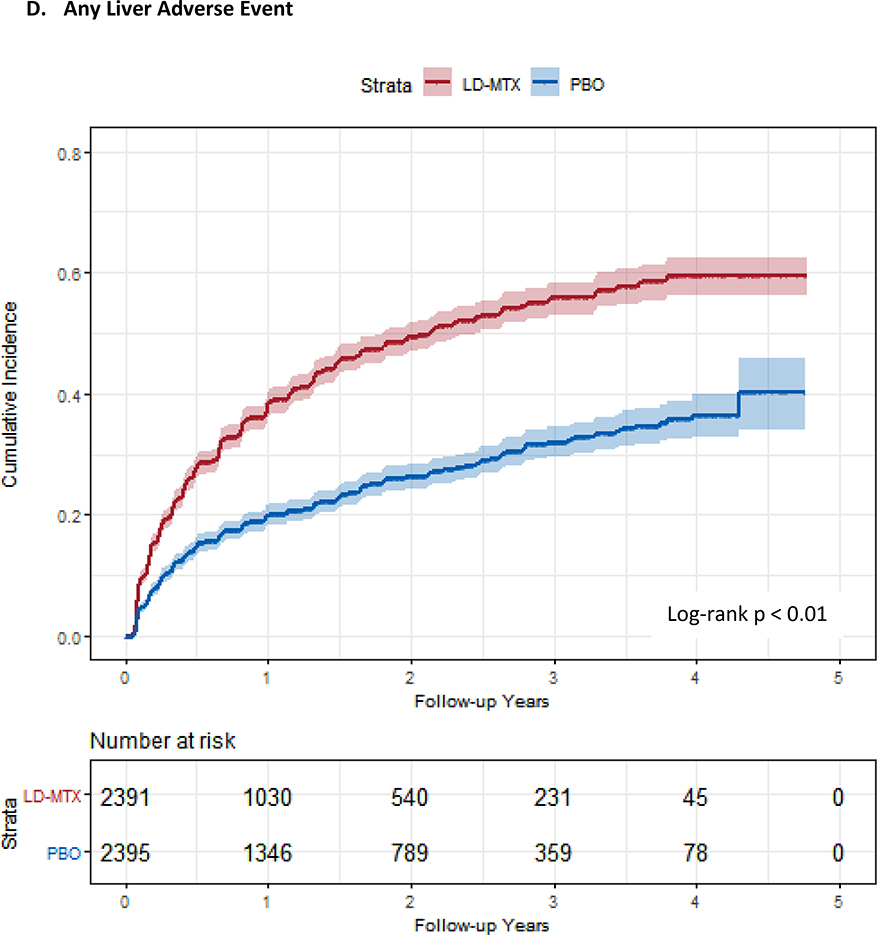 D. Any Liver Adverse Event
Strata LD-MTX PBO
Cumulative Incidence
0.8
0.6
0.4
0.2
0.0
Log-rank p < 0.01
0 1 2 3 4 5
Follow-up Years
Number at risk
Strata
LD-MTX 2391 1030 540 231 45 0
PBO 2395 1346 789 359 78 0
0 1 2 3 4 5
Follow-up Years